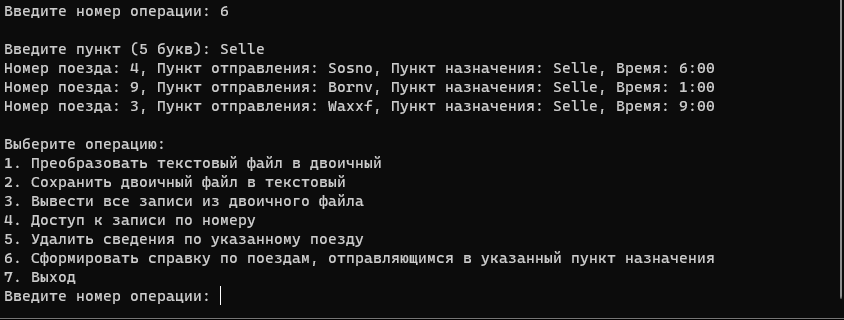 Введите номер операции: 6
Введите пункт (5 букв): Selle
Номер поезда: 4, Пункт отправления: Sosno, Пункт назначения: Selle, Время: 6:00
Номер поезда: 9, Пункт отправления: Bornv, Пункт назначения: Selle, Время: 1:00
Номер поезда: 3, Пункт отправления: Waxxf, Пункт назначения: Selle, Время: 9:00
Выберите операцию:
1. Преобразовать текстовый файл в двоичный
2. Сохранить двоичный файл в текстовый
3. Вывести все записи из двоичного файла
4. Доступ к записи по номеру
5. Удалить сведения по указанному поезду
6. Сформировать справку по поездам, отправляющимся в указанный пункт назначения
7. Выход
Введите номер операции: